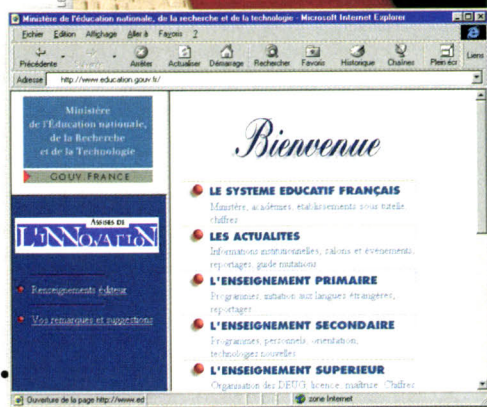 Ministère de l'éducation nationale, de la recherche et de la technologie - Microsoft Internet Explorer
Fichier Edition Affichage Aller à Favoris ?
Précédente Suivante Arrêter Actualiser Démarrage Rechercher Favoris Historique Chaînes Plein écr Liens
Adresse http://www.education.gouv.fr/
Ministère
de l'Éducation nationale,
de la Recherche
et de la Technologie
GOUV FRANCE
ASSISES DE
L'INNOVATION
Renseignements éditeur
Vos remarques et suggestions
Bienvenue
LE SYSTEME EDUCATIF FRANÇAIS
Ministère, académies, établissements sous tutelle
chiffres
LES ACTUALITES
Informations institutionnelles, salons et événements,
reportages, guide mutations
L'ENSEIGNEMENT PRIMAIRE
Programmes, initiation aux langues étrangères,
reportages
L'ENSEIGNEMENT SECONDAIRE
Programmes, personnels, orientation,
technologies nouvelles
L'ENSEIGNEMENT SUPERIEUR
Organisation des DEUG, licence, maîtrise. Chiffres
Ouverture de la page http://www.ed
zone Internet